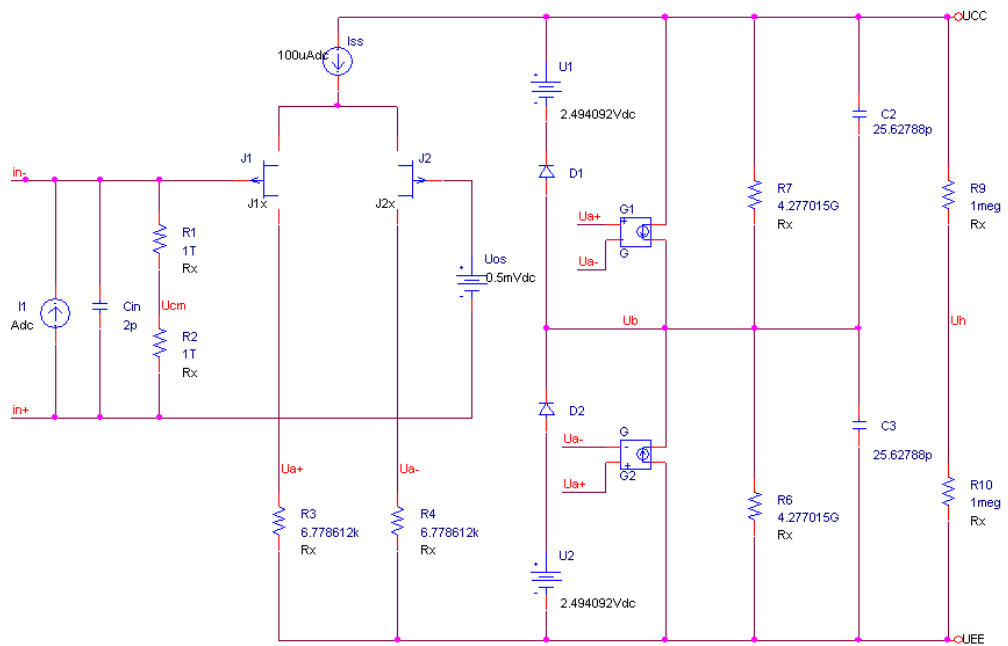 UCC
Iss
100uAdc
U1
2.494092Vdc
C2
25.62788p
J1
J2
D1
in-
J1x
J2x
R7
4.277015G
Rx
R9
1meg
Rx
G1
Ua+
+
-
G
Ua-
R1
1T
Rx
Uos
0.5mVdc
I1
Adc
Cin
2p
Ucm
R2
1T
Rx
Ub
Uh
in+
D2
G
Ua-
-
+
G2
Ua+
C3
25.62788p
Ua+
Ua-
R3
6.778612k
Rx
R4
6.778612k
Rx
R6
4.277015G
Rx
R10
1meg
Rx
U2
2.494092Vdc
UEE